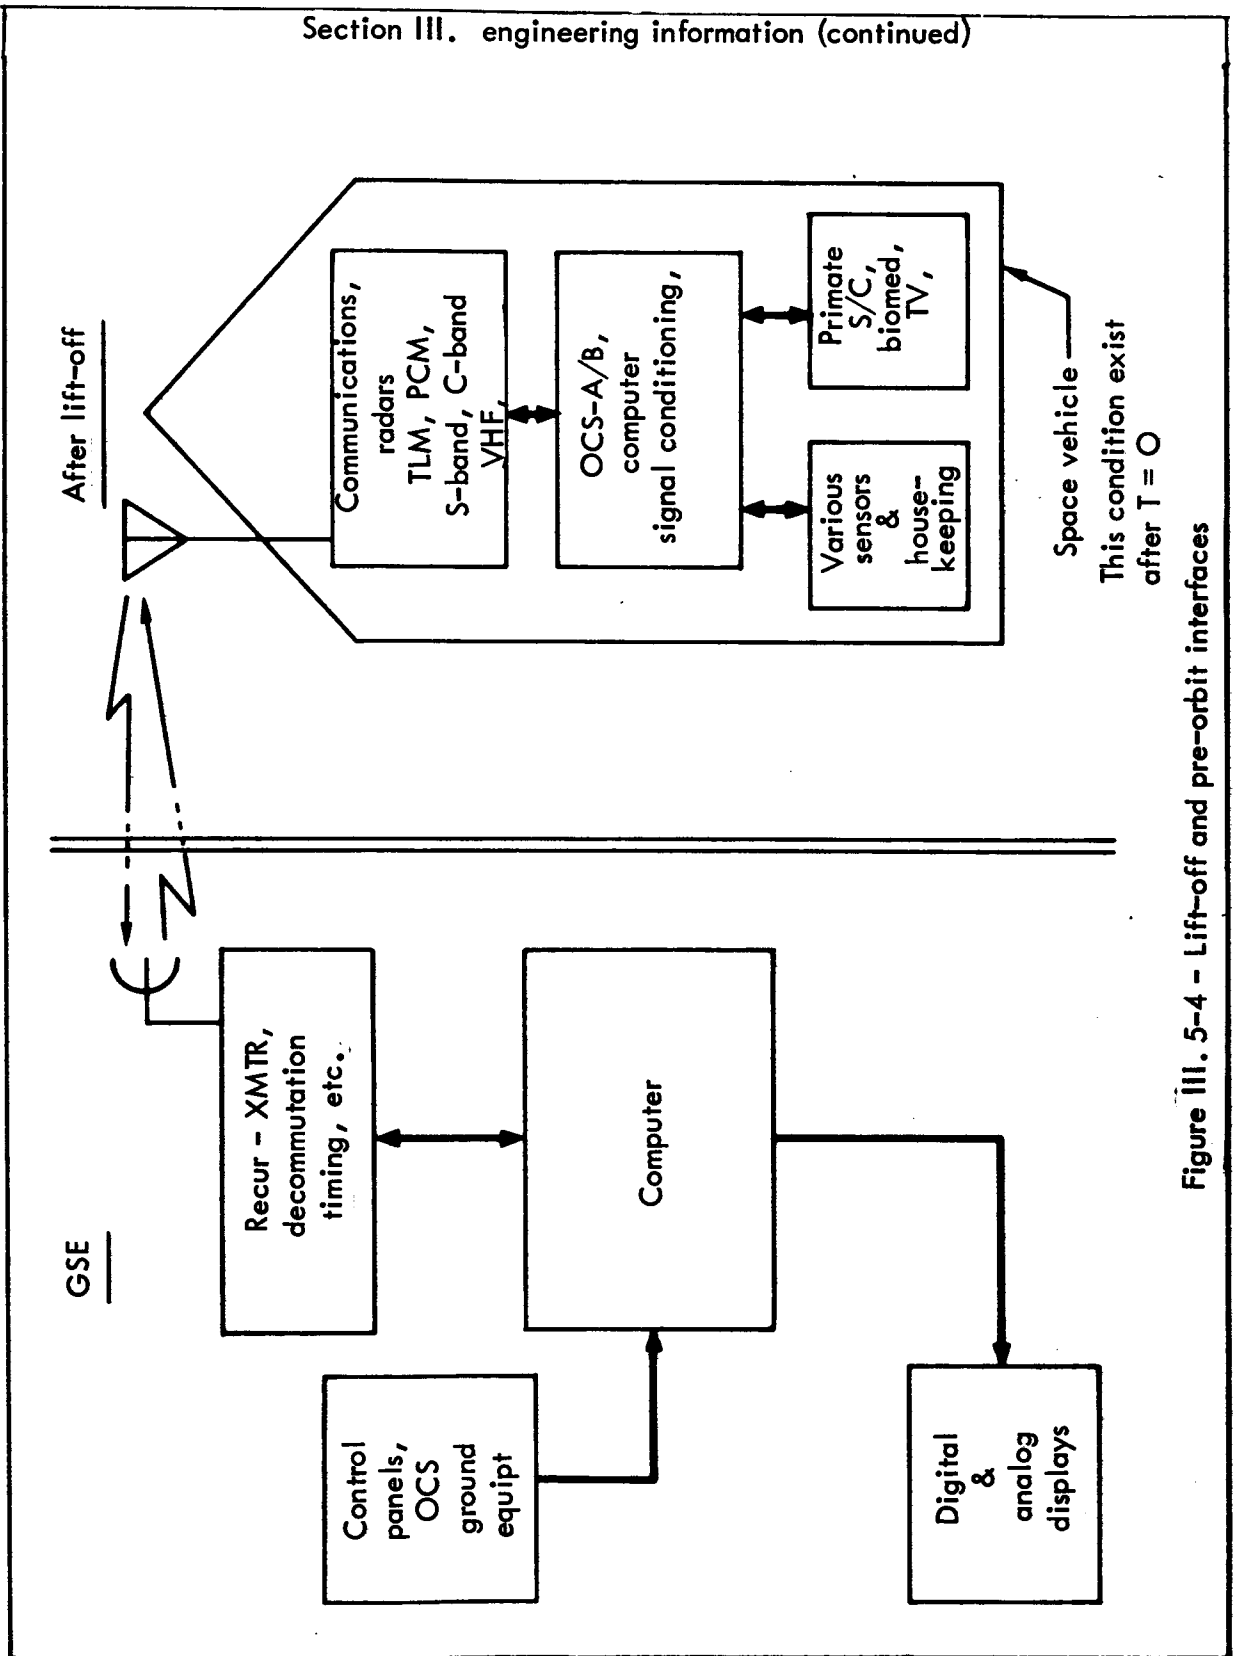 Section III. engineering information (continued)
GSE
Recur - XMTR,
decommutation
timing, etc.
Control
panels,
OCS
ground
equipt
Computer
Digital
&
analog
displays
After lift-off
Communications,
radars
TLM, PCM,
S-band, C-band
VHF,
OCS-A/B,
computer
signal conditioning,
Various
sensors
&
house-
keeping
Primate
S/C,
biomed,
TV,
Space vehicle
This condition exist
after T = O
Figure III. 5-4 - Lift-off and pre-orbit interfaces